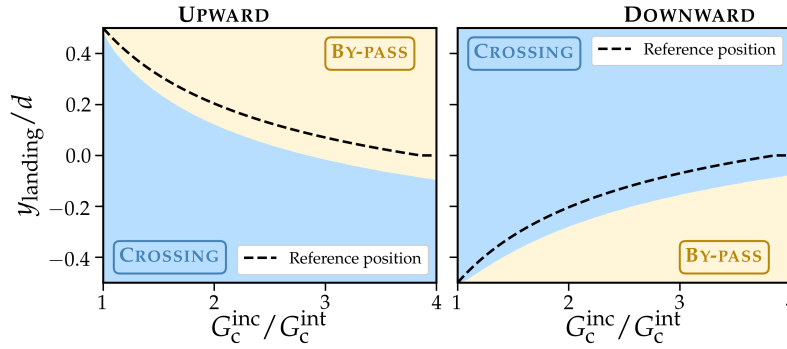 UPWARD
DOWNWARD
BY-PASS
CROSSING
Reference position
CROSSING
Reference position
BY-PASS
y_landing/d
0.4
0.2
0.0
−0.2
−0.4
1 2 3 4
1 2 3
G_c^inc/G_c^int
G_c^inc/G_c^int